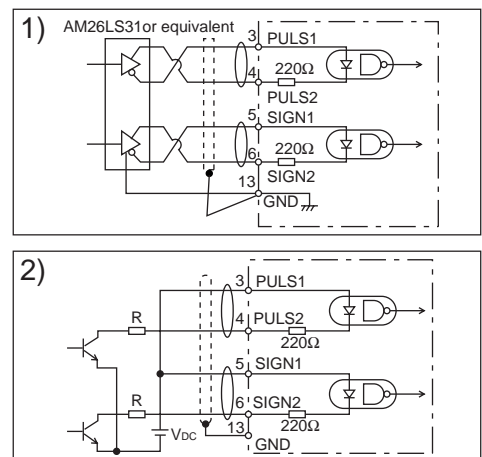 1)
AM26LS31or equivalent
3 PULS1
220Ω
4
PULS2
5 SIGN1
220Ω
6
SIGN2
13
GND
2)
3 PULS1
R
4 PULS2
220Ω
5 SIGN1
R
6 SIGN2
220Ω
VDC
13
GND